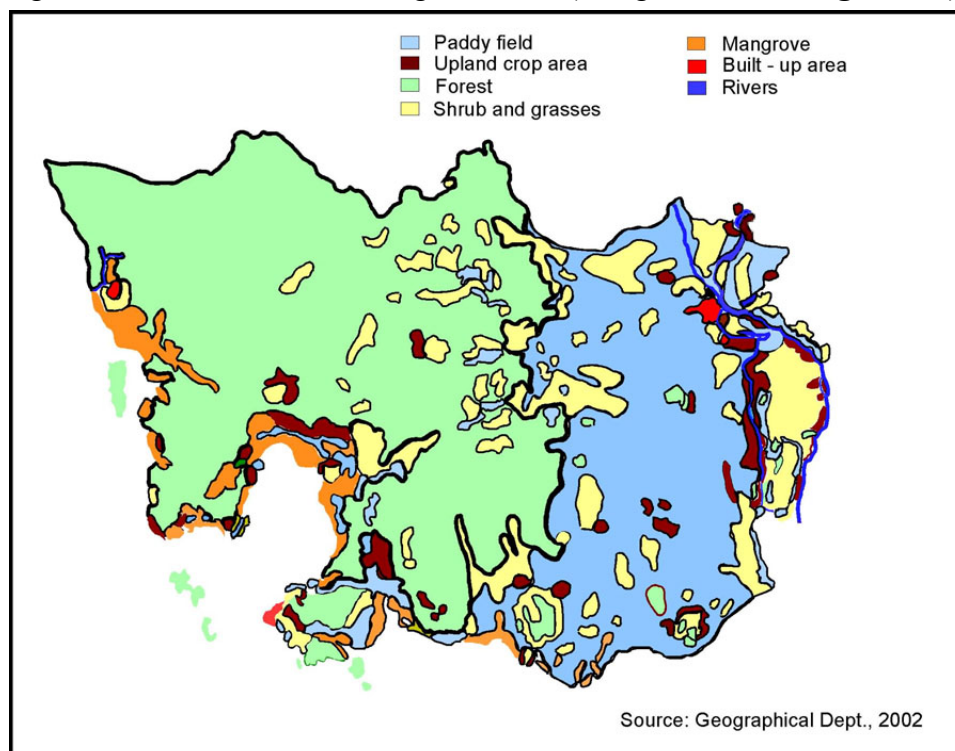 Paddy field
Upland crop area
Forest
Shrub and grasses
Mangrove
Built - up area
Rivers
Source: Geographical Dept., 2002